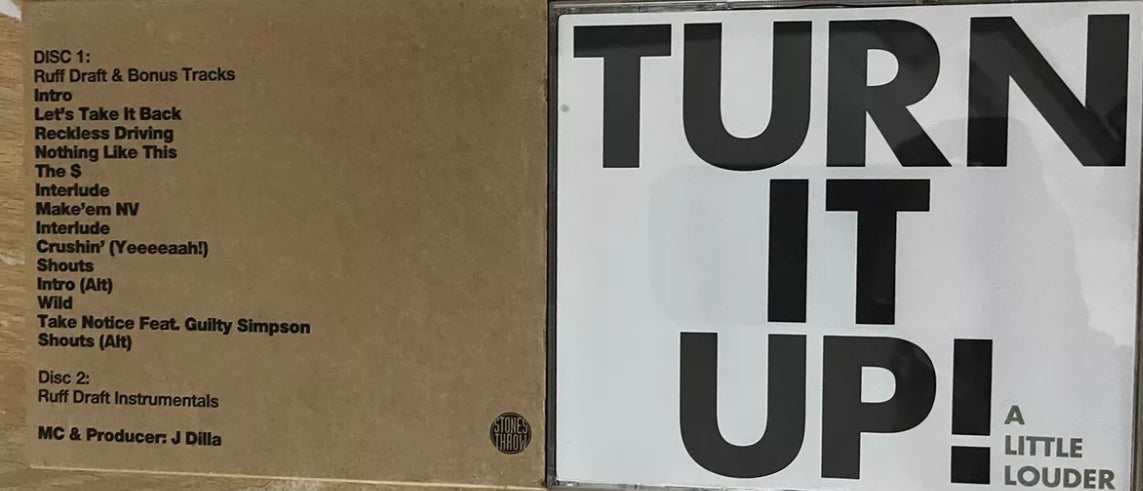 DISC 1:
Ruff Draft & Bonus Tracks
Intro
Let's Take It Back
Reckless Driving
Nothing Like This
The $
Interlude
Make'em NV
Interlude
Crushin' (Yeeeeaah!)
Shouts
Intro (Alt)
Wild
Take Notice Feat. Guilty Simpson
Shouts (Alt)
Disc 2:
Ruff Draft Instrumentals
MC & Producer: J Dilla
STONES
THROW
TURN
IT
UP!
A
LITTLE
LOUDER